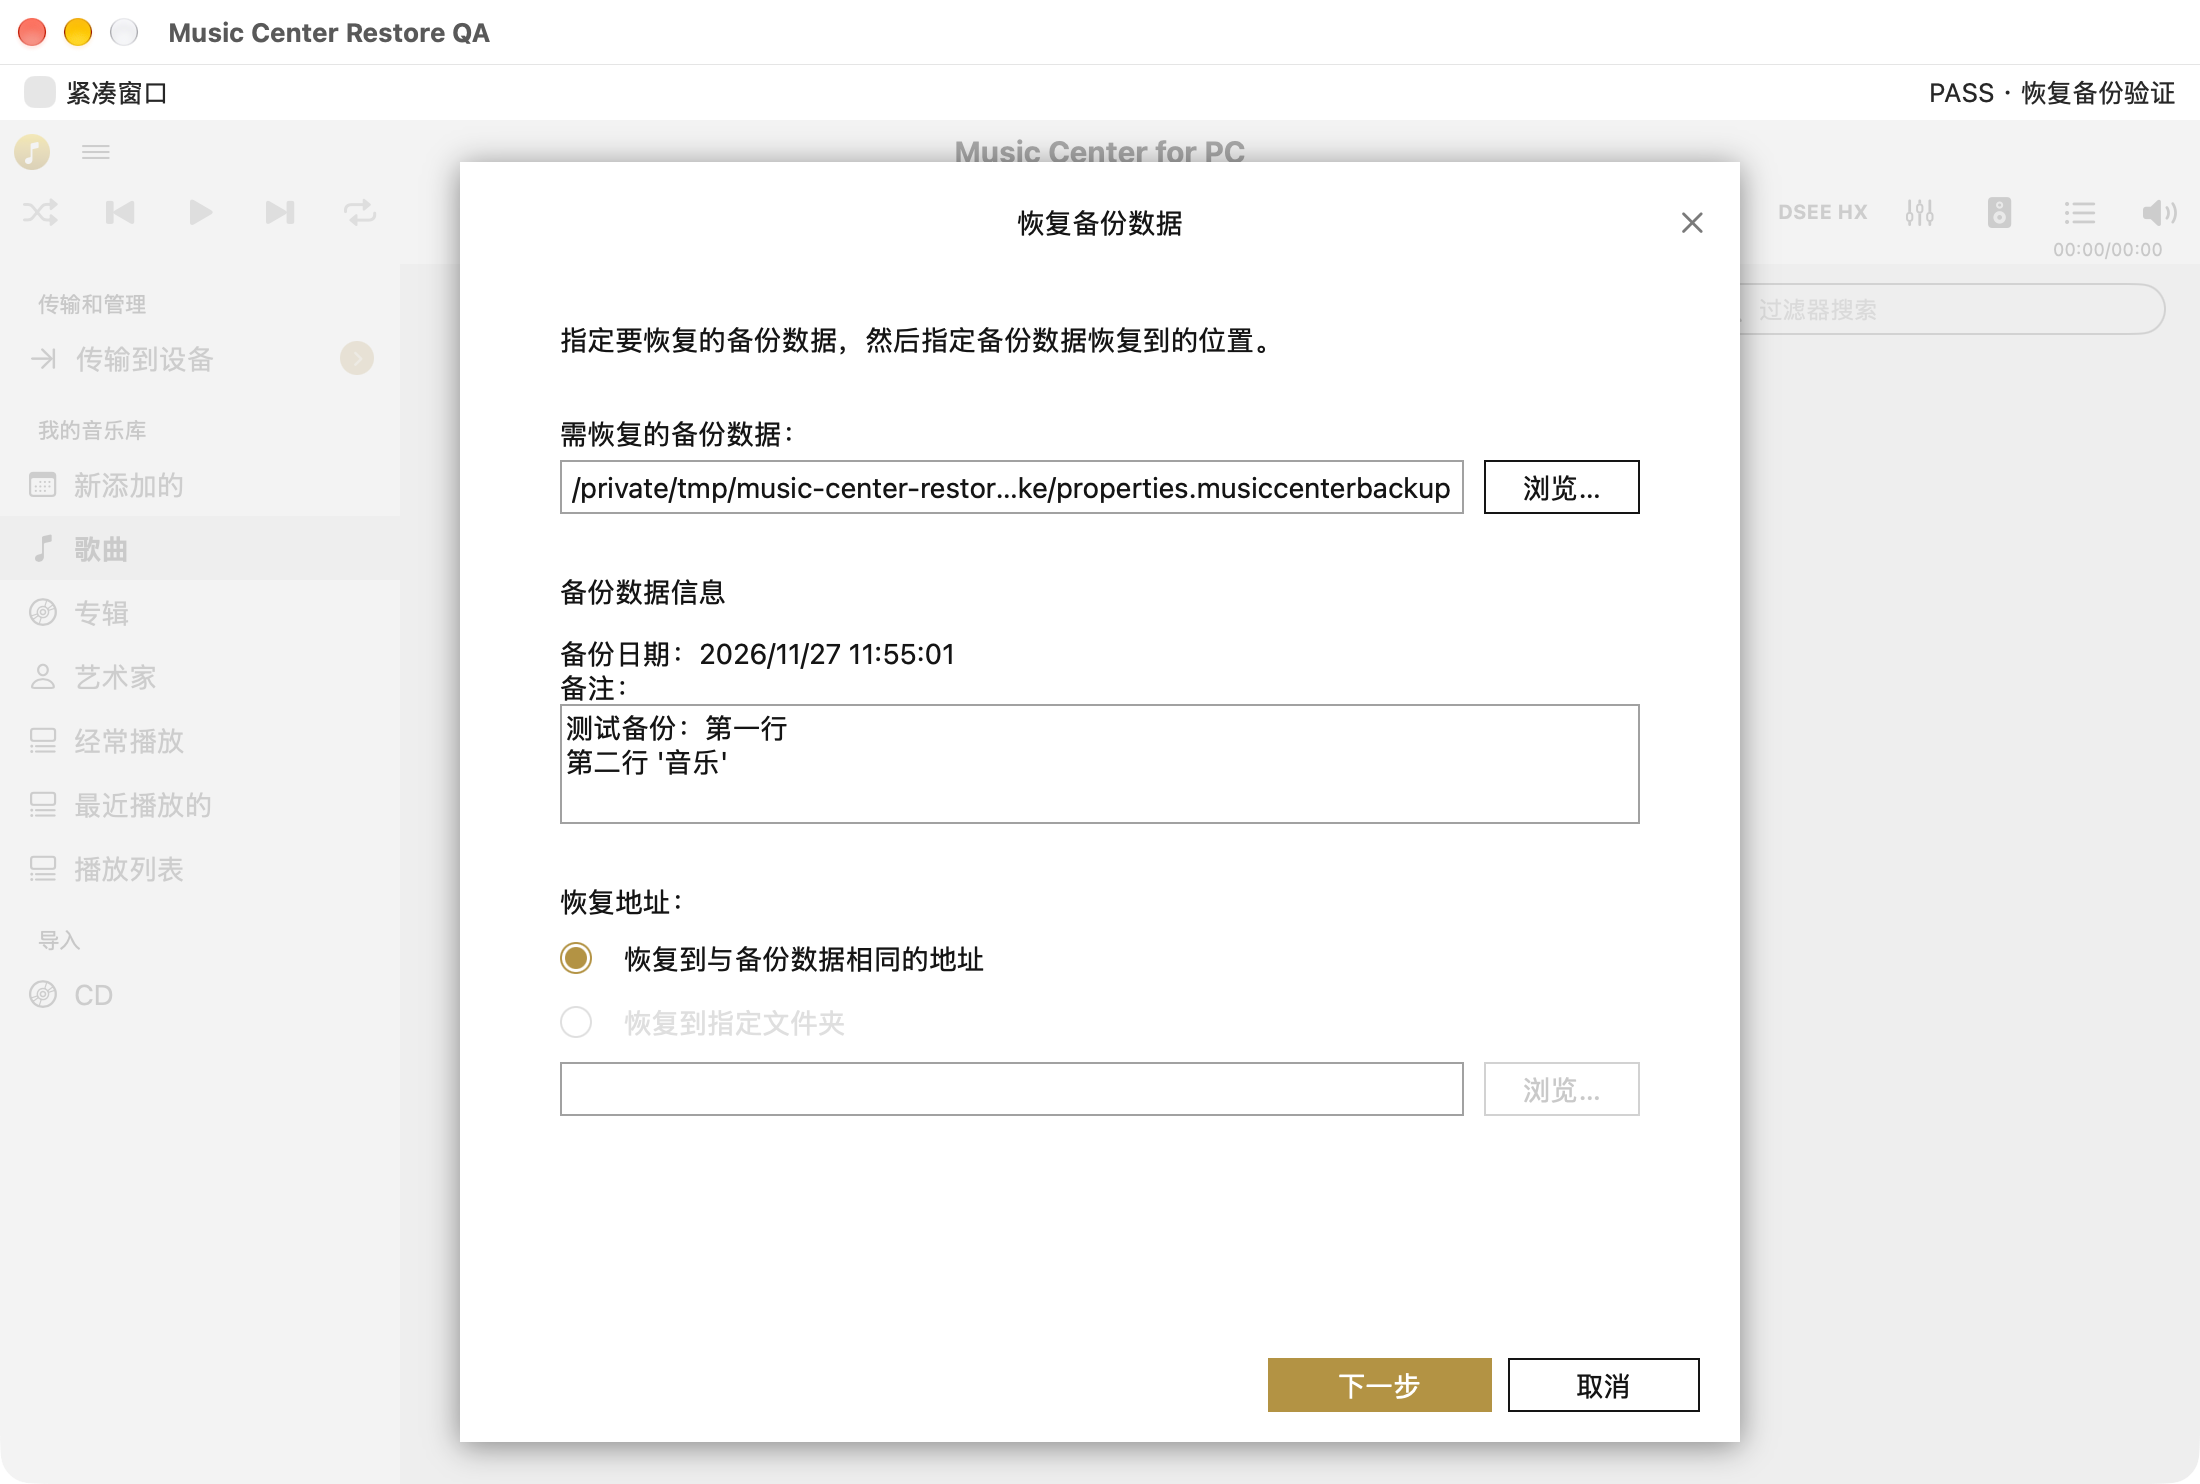 Music Center Restore QA
紧凑窗口
PASS · 恢复备份验证
Music Center for PC
DSEE HX
00:00/00:00
传输和管理
传输到设备
我的音乐库
新添加的
歌曲
专辑
艺术家
经常播放
最近播放的
播放列表
导入
CD
过滤器搜索
恢复备份数据
指定要恢复的备份数据，然后指定备份数据恢复到的位置。
需恢复的备份数据：
/private/tmp/music-center-restor...ke/properties.musiccenterbackup
浏览...
备份数据信息
备份日期：2026/11/27 11:55:01
备注：
测试备份：第一行
第二行 '音乐'
恢复地址：
恢复到与备份数据相同的地址
恢复到指定文件夹
浏览...
下一步
取消